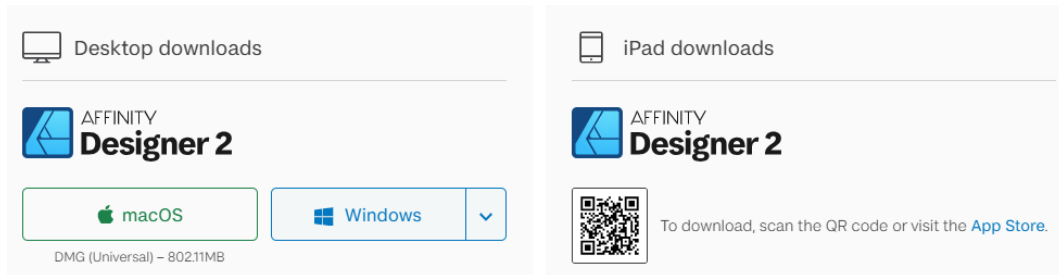 Desktop downloads
AFFINITY
Designer 2
macOS
Windows
DMG (Universal) – 802.11MB
iPad downloads
AFFINITY
Designer 2
To download, scan the QR code or visit the App Store.